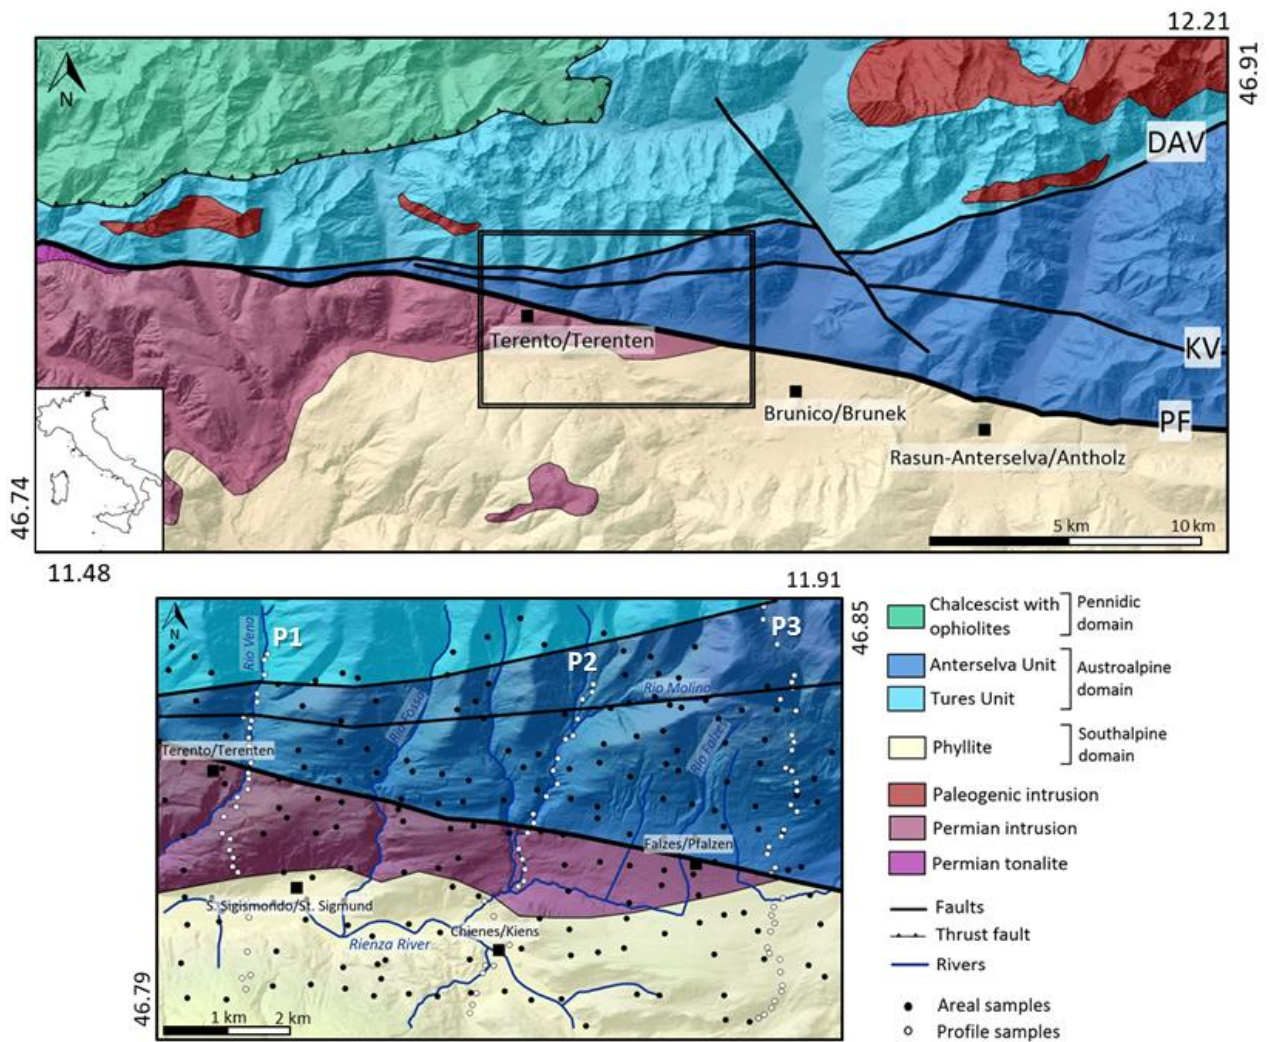 12.21
46.91
N
DAV
Terento/Terenten
KV
Brunico/Brunek
PF
Rasun-Anterselva/Antholz
46.74
5 km
10 km
11.48
11.91
46.85
N
Rio Vena
P1
P2
P3
Rio Molino
Rio Fosso
Rio Falzes
Terento/Terenten
Falzes/Pfalzen
S. Sigismondo/St. Sigmund
Chienes/Kiens
Rienza River
46.79
1 km
2 km
Chalcescist with
ophiolites
Pennidic
domain
Anterselva Unit
Tures Unit
Austroalpine
domain
Phyllite
Southalpine
domain
Paleogenic intrusion
Permian intrusion
Permian tonalite
Faults
Thrust fault
Rivers
Areal samples
Profile samples